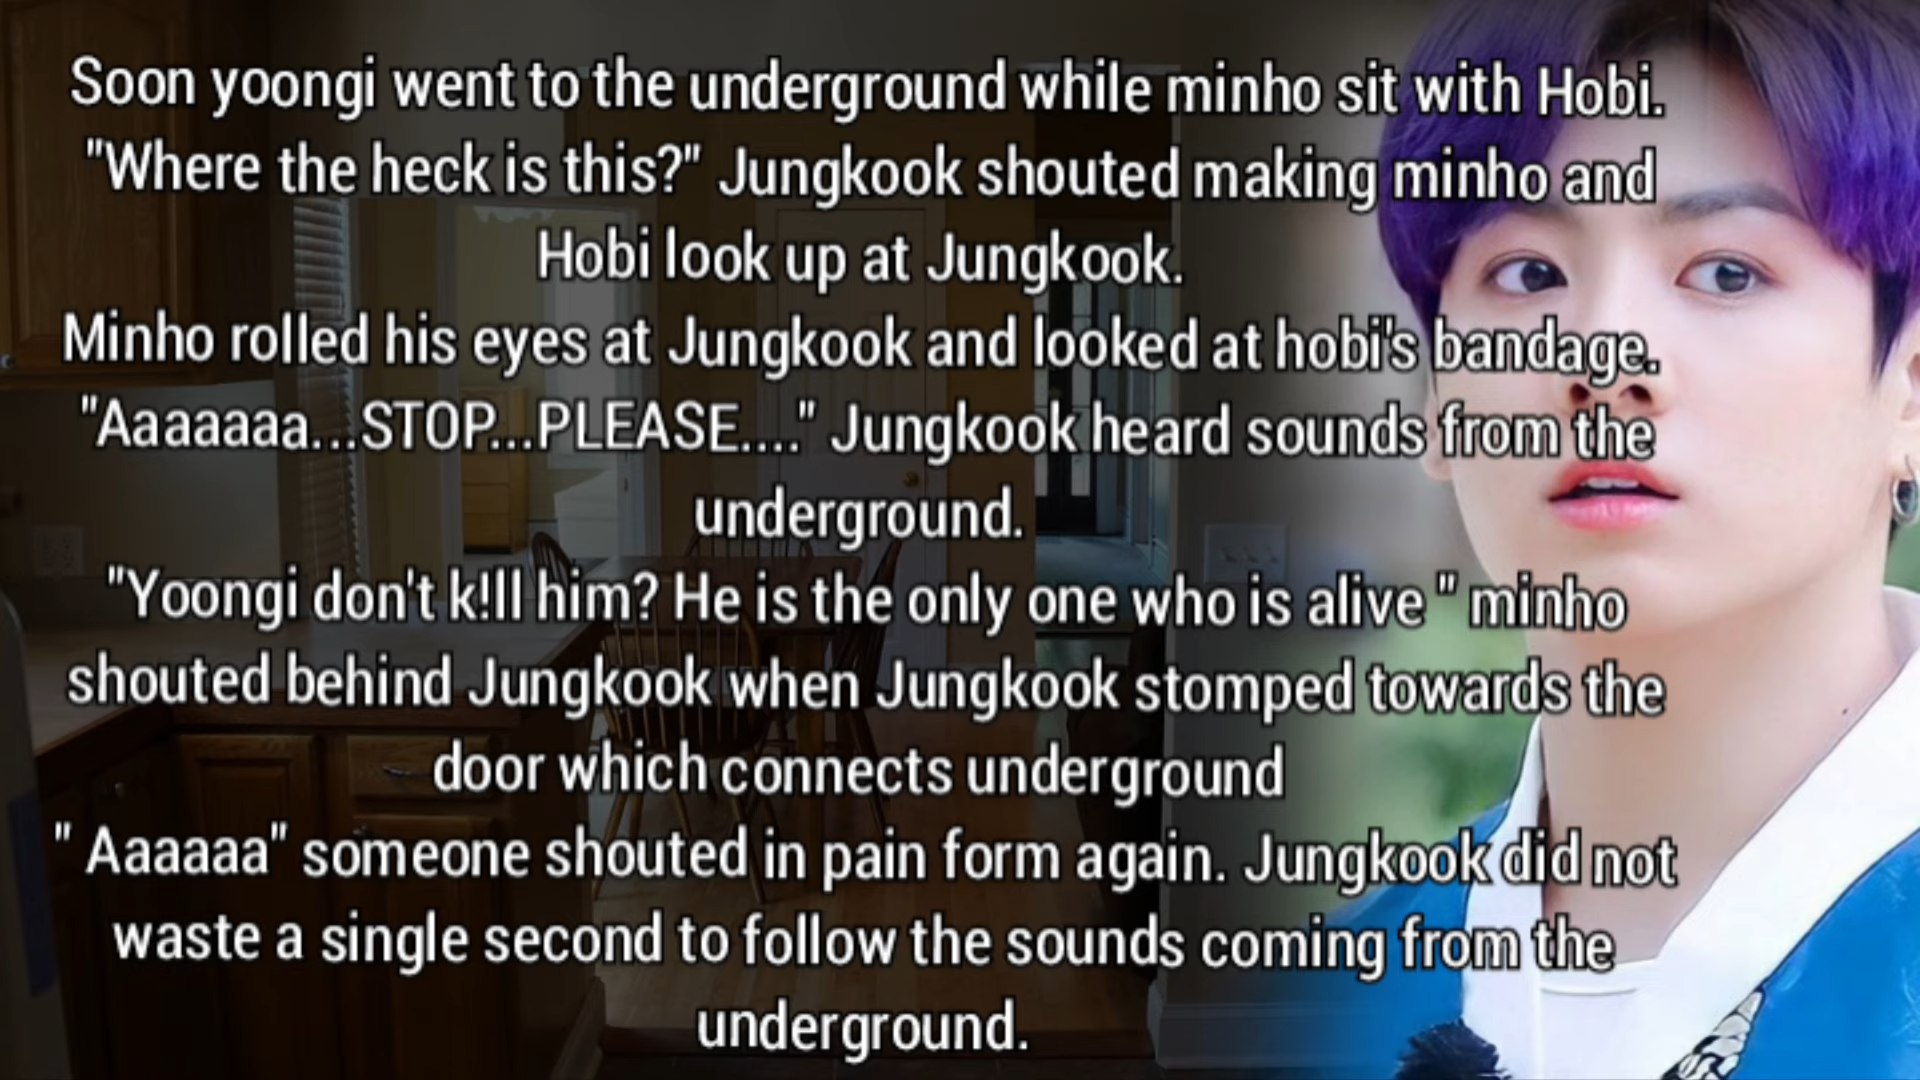 Soon yoongi went to the underground while minho sit with Hobi.
"Where the heck is this?" Jungkook shouted making minho and
Hobi look up at Jungkook.
Minho rolled his eyes at Jungkook and looked at hobi's bandage.
"Aaaaaaa...STOP...PLEASE...." Jungkook heard sounds from the
underground.
"Yoongi don't k!ll him? He is the only one who is alive " minho
shouted behind Jungkook when Jungkook stomped towards the
door which connects underground
" Aaaaaa" someone shouted in pain form again. Jungkook did not
waste a single second to follow the sounds coming from the
underground.